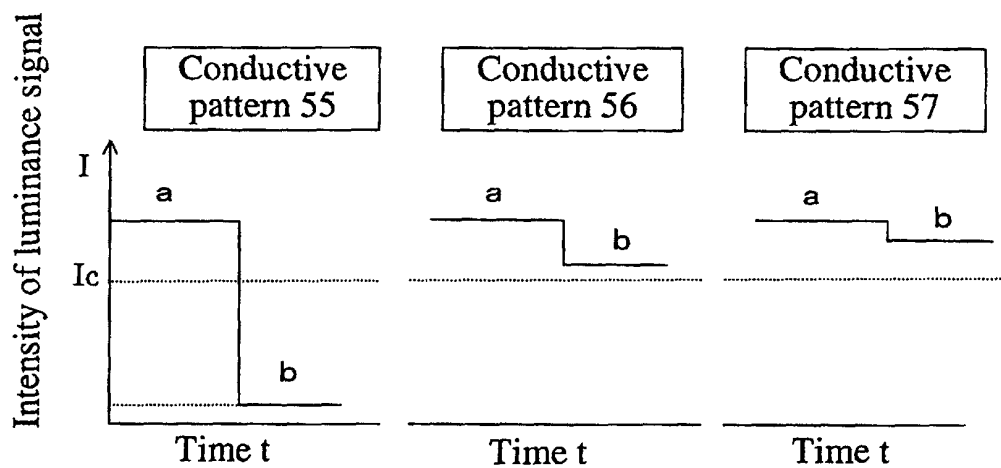 Intensity of luminance signal
Conductive
pattern 55
Conductive
pattern 56
Conductive
pattern 57
I
a
a
a
b
b
Ic
b
Time t
Time t
Time t